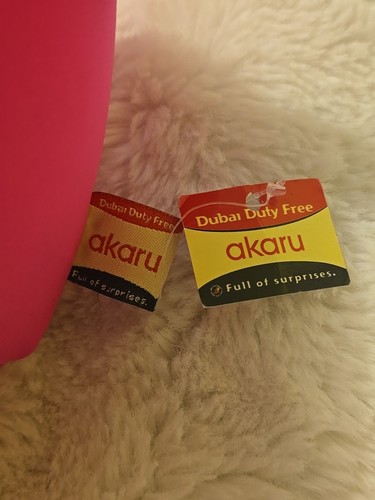 Dubai Duty Free
akaru
Full of surprises.
Dubai Duty Free
akaru
Full of surprises.